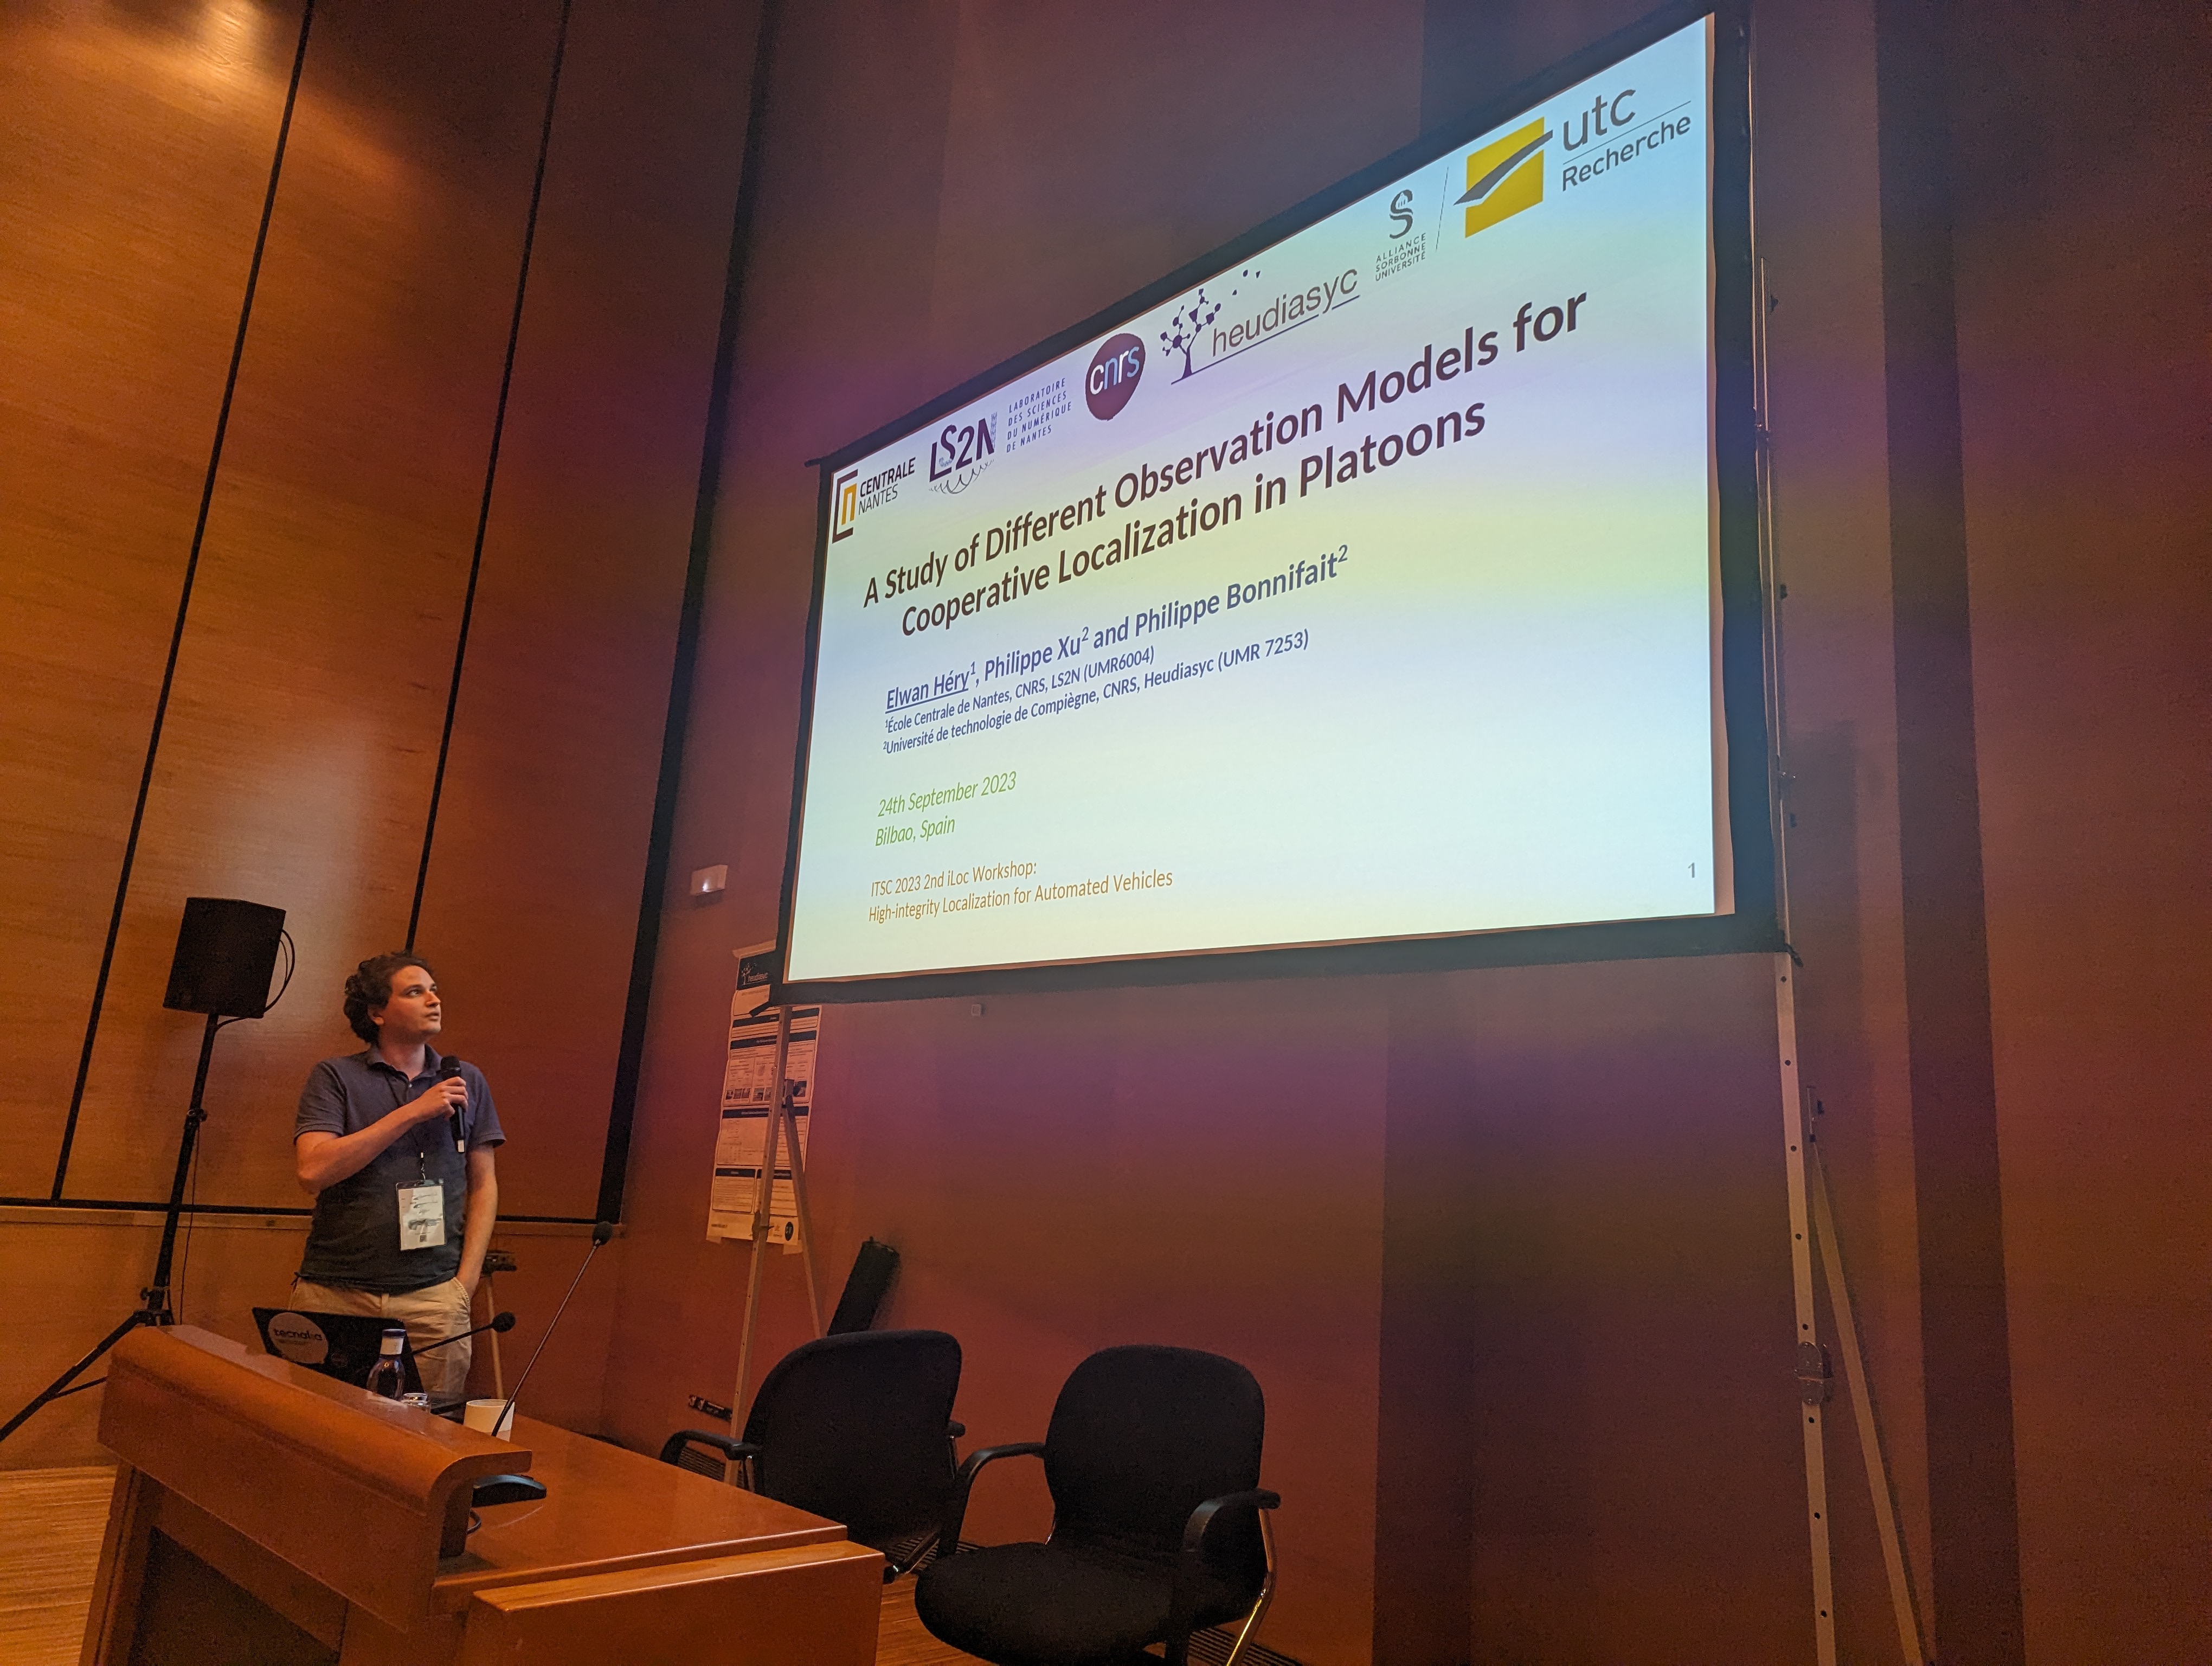 CENTRALE
NANTES
LS2N
LABORATOIRE
DES SCIENCES
DU NUMÉRIQUE
DE NANTES
cnrs
heudiasyc
ALLIANCE
SORBONNE
UNIVERSITÉ
utc
Recherche
A Study of Different Observation Models for
Cooperative Localization in Platoons
Elwan Héry¹, Philippe Xu² and Philippe Bonnifait²
¹École Centrale de Nantes, CNRS, LS2N (UMR6004)
²Université de technologie de Compiègne, CNRS, Heudiasyc (UMR 7253)
24th September 2023
Bilbao, Spain
ITSC 2023 2nd iLoc Workshop:
High-integrity Localization for Automated Vehicles
1
heudiasyc
tecnalia